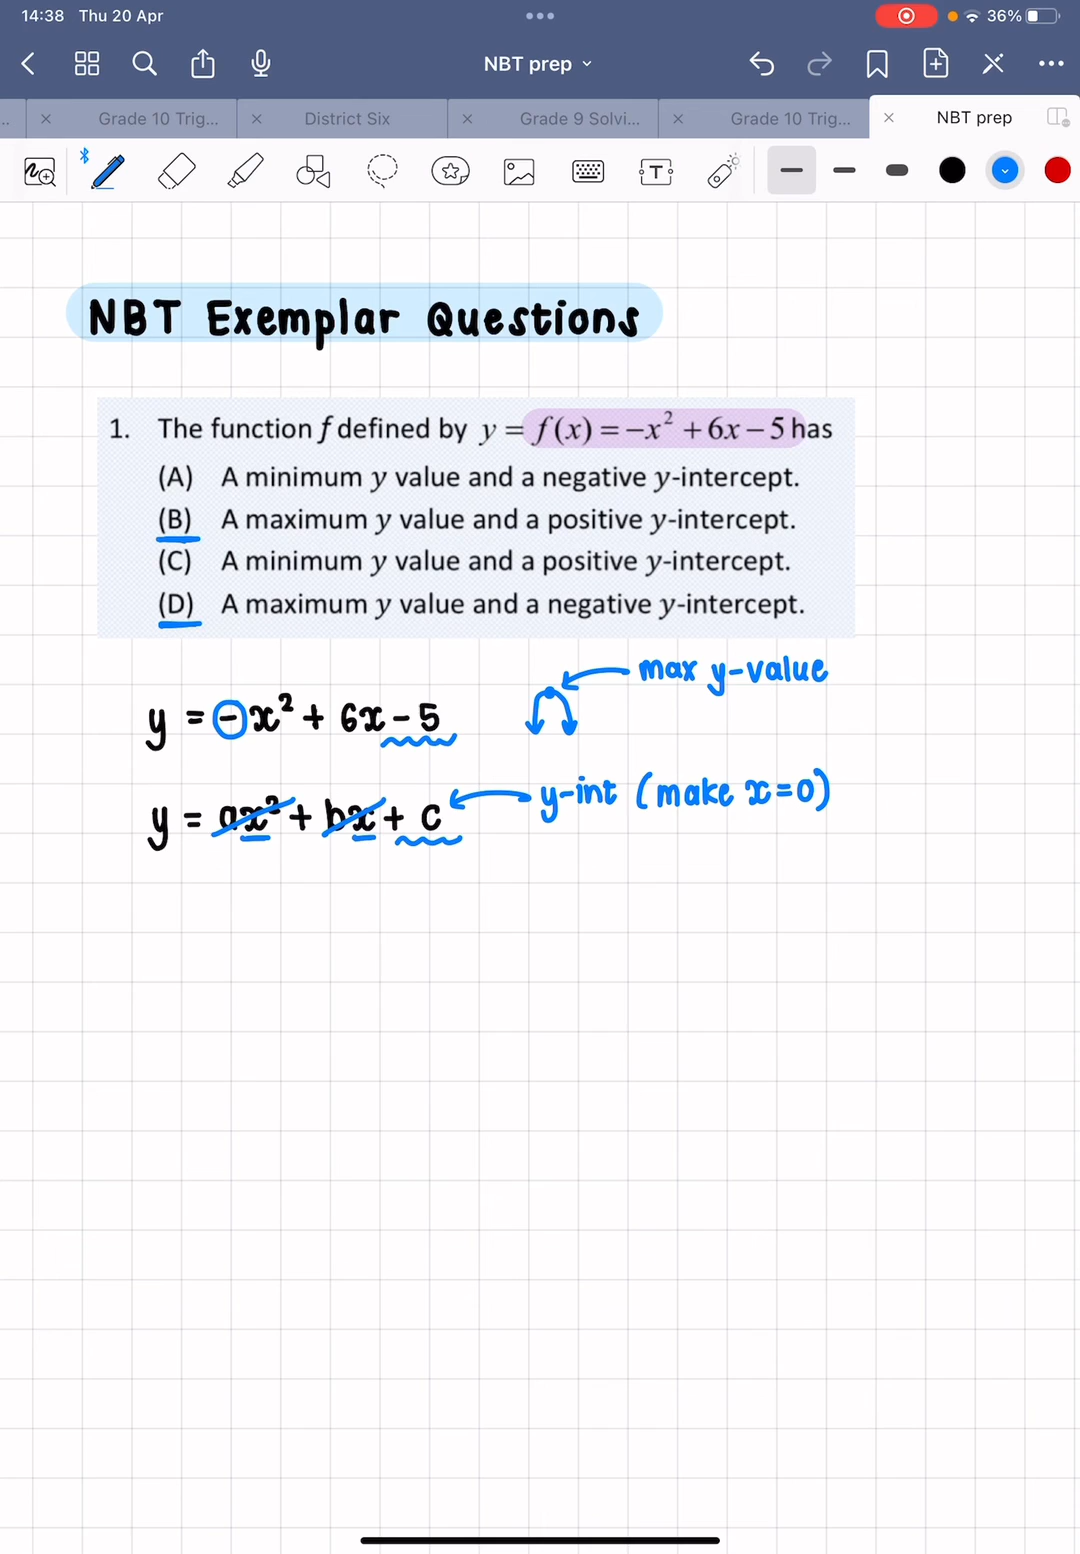 14:38 Thu 20 Apr 36%
NBT prep
Grade 10 Trig... District Six Grade 9 Solvi... Grade 10 Trig... NBT prep
T
NBT Exemplar Questions
1. The function f defined by y = f(x) = −x² + 6x − 5 has
(A) A minimum y value and a negative y-intercept.
(B) A maximum y value and a positive y-intercept.
(C) A minimum y value and a positive y-intercept.
(D) A maximum y value and a negative y-intercept.
max y-value
y = −x² + 6x − 5
y = ax² + bx + c y-int (make x=0)